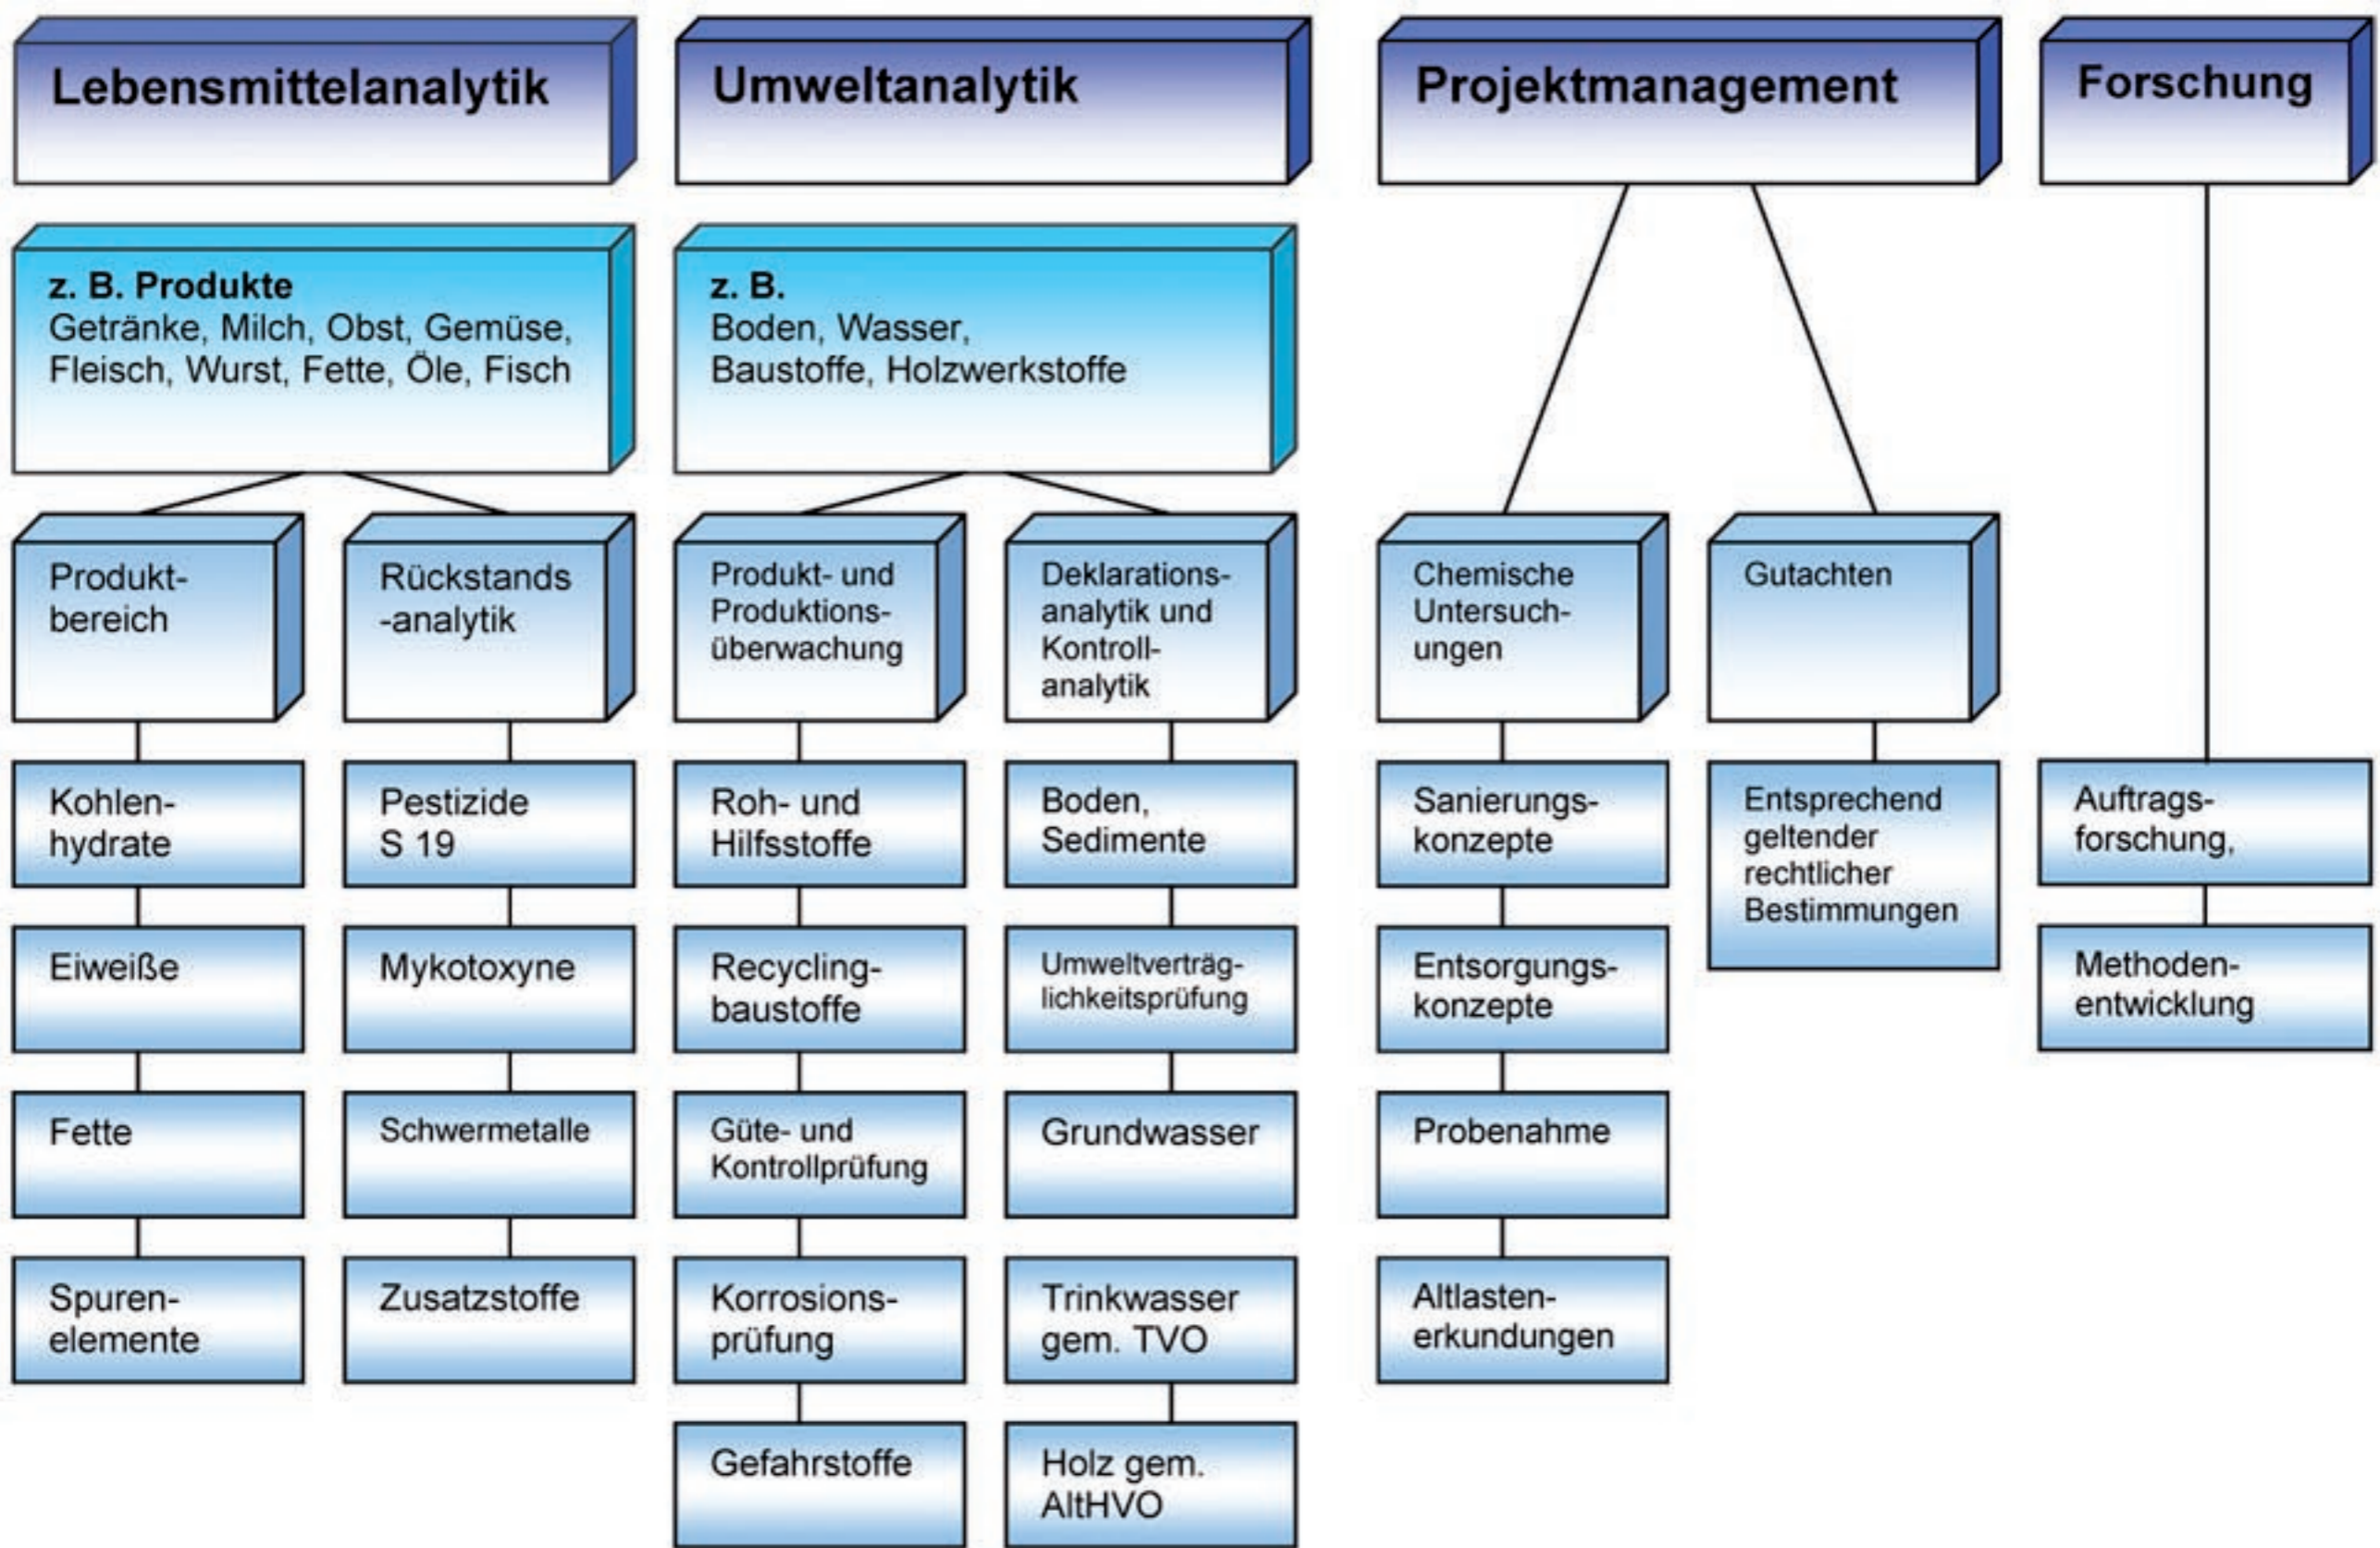 Lebensmittelanalytik
Umweltanalytik
Projektmanagement
Forschung
z. B. Produkte
Getränke, Milch, Obst, Gemüse,
Fleisch, Wurst, Fette, Öle, Fisch
z. B.
Boden, Wasser,
Baustoffe, Holzwerkstoffe
Produkt-
bereich
Rückstands
-analytik
Produkt- und
Produktions-
überwachung
Deklarations-
analytik und
Kontroll-
analytik
Chemische
Untersuch-
ungen
Gutachten
Kohlen-
hydrate
Pestizide
S 19
Roh- und
Hilfsstoffe
Boden,
Sedimente
Sanierungs-
konzepte
Entsprechend
geltender
rechtlicher
Bestimmungen
Auftrags-
forschung,
Eiweiße
Mykotoxyne
Recycling-
baustoffe
Umweltverträg-
lichkeitsprüfung
Entsorgungs-
konzepte
Methoden-
entwicklung
Fette
Schwermetalle
Güte- und
Kontrollprüfung
Grundwasser
Probenahme
Spuren-
elemente
Zusatzstoffe
Korrosions-
prüfung
Trinkwasser
gem. TVO
Altlasten-
erkundungen
Gefahrstoffe
Holz gem.
AltHVO